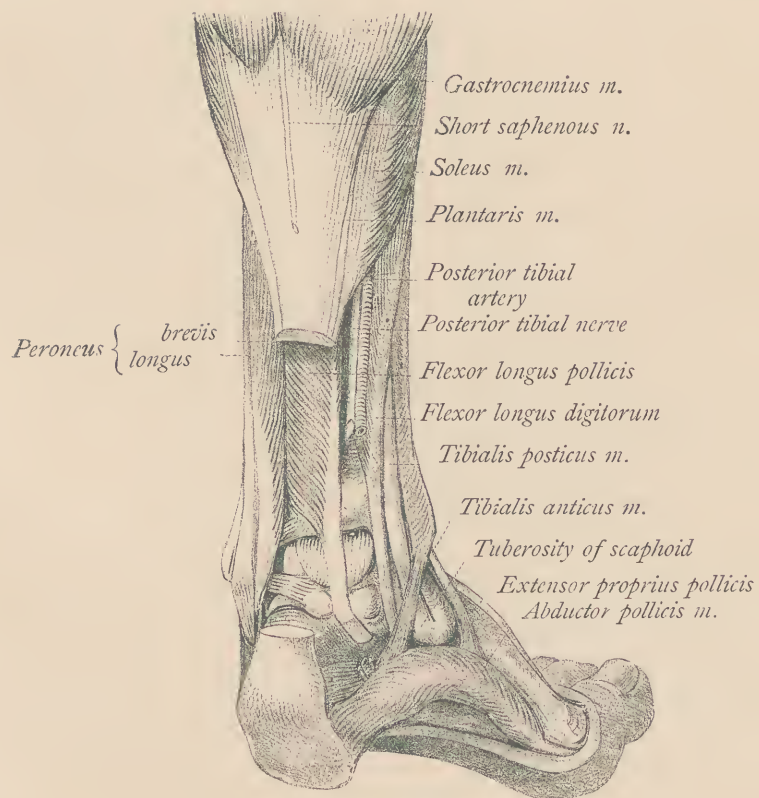 Gastrocnemius m.
Short saphenous n.
Soleus m.
Plantaris m.
Posterior tibial
artery
Posterior tibial nerve
Peroneus { brevis
longus
Flexor longus pollicis
Flexor longus digitorum
Tibialis posticus m.
Tibialis anticus m.
Tuberosity of scaphoid
Extensor proprius pollicis
Abductor pollicis m.